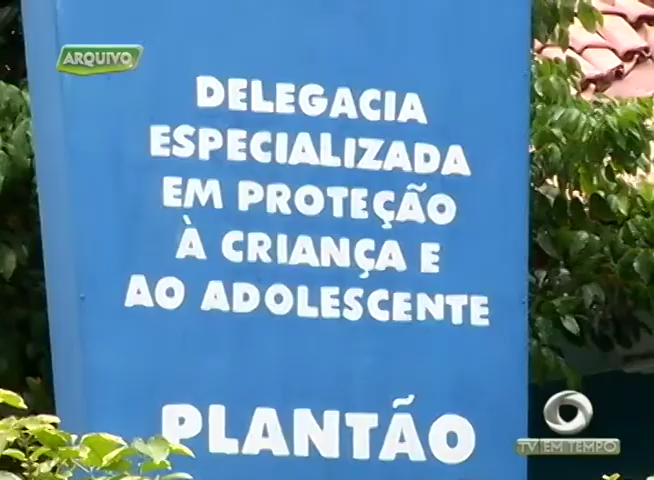 ARQUIVO
DELEGACIA
ESPECIALIZADA
EM PROTEÇÃO
À CRIANÇA E
AO ADOLESCENTE
PLANTÃO
TV EM TEMPO